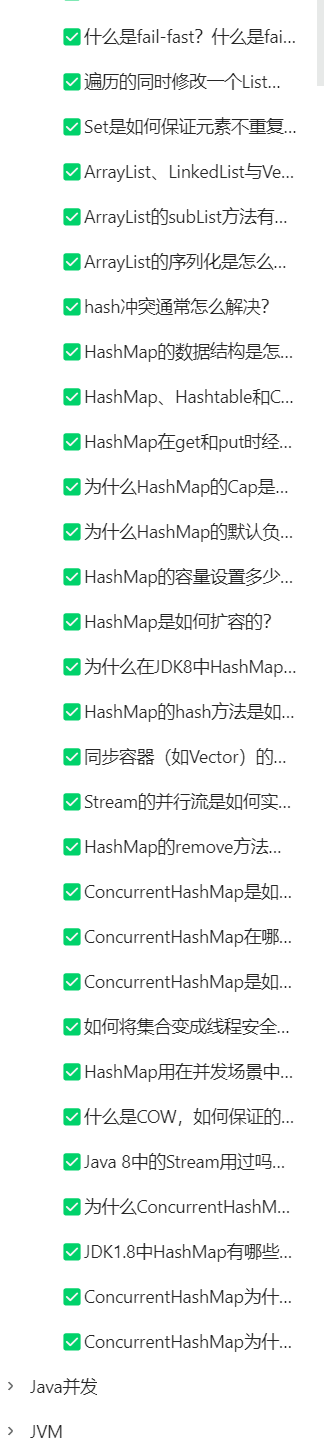 什么是fail-fast？什么是fai...
遍历的同时修改一个List...
Set是如何保证元素不重复...
ArrayList、LinkedList与Ve...
ArrayList的subList方法有...
ArrayList的序列化是怎么...
hash冲突通常怎么解决？
HashMap的数据结构是怎...
HashMap、Hashtable和C...
HashMap在get和put时经...
为什么HashMap的Cap是...
为什么HashMap的默认负...
HashMap的容量设置多少...
HashMap是如何扩容的？
为什么在JDK8中HashMap...
HashMap的hash方法是如...
同步容器（如Vector）的...
Stream的并行流是如何实...
HashMap的remove方法...
ConcurrentHashMap是如...
ConcurrentHashMap在哪...
ConcurrentHashMap是如...
如何将集合变成线程安全...
HashMap用在并发场景中...
什么是COW，如何保证的...
Java 8中的Stream用过吗...
为什么ConcurrentHashM...
JDK1.8中HashMap有哪些...
ConcurrentHashMap为什...
ConcurrentHashMap为什...
Java并发
JVM